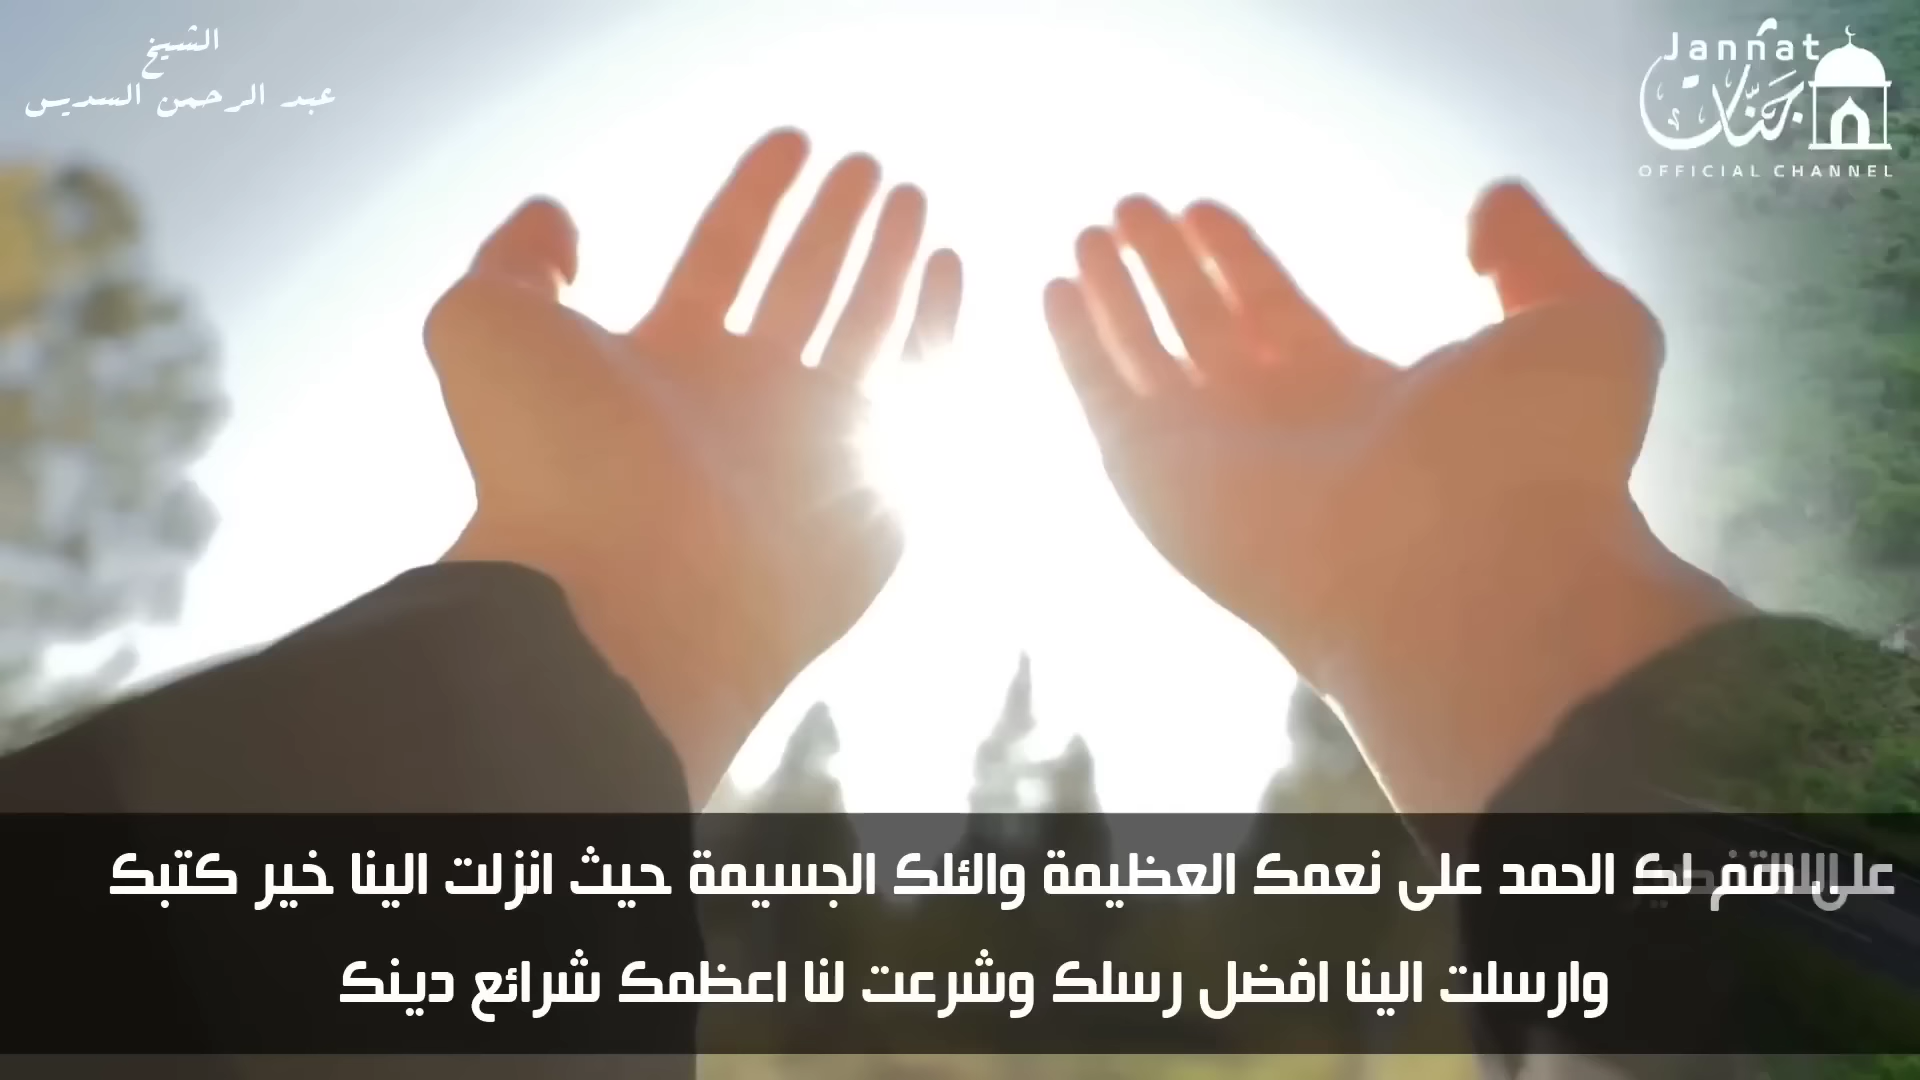 الشيخ
عبد الرحمن السديس
Jannat
جنات
OFFICIAL CHANNEL
لك الحمد على نعمك العظيمة والئلك الجسيمة حيث انزلت الينا خير كتبك
وارسلت الينا افضل رسلك وشرعت لنا اعظمك شرائع دينك